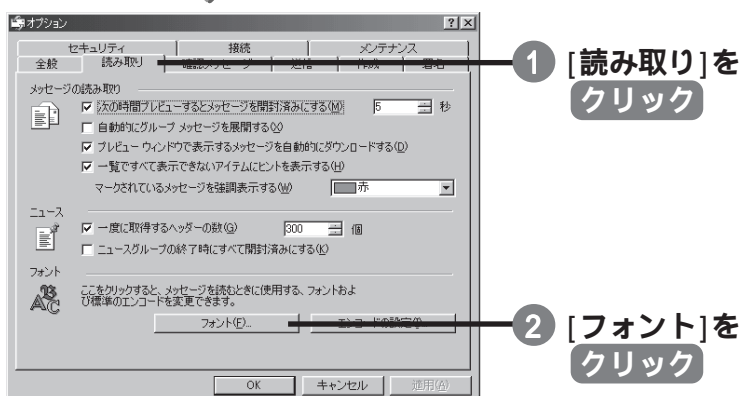 オプション
セキュリティ 接続 メンテナンス
全般 読み取り 確認メッセージ 送信 作成 署名
メッセージの読み取り
次の時間プレビューするとメッセージを開封済みにする(M) 5 秒
自動的にグループ メッセージを展開する(X)
プレビュー ウィンドウで表示するメッセージを自動的にダウンロードする(D)
一覧ですべて表示できないアイテムにヒントを表示する(H)
マークされているメッセージを強調表示する(W) 赤
ニュース
一度に取得するヘッダーの数(G) 300 個
ニュースグループの終了時にすべて開封済みにする(K)
フォント
ここをクリックすると、メッセージを読むときに使用する、フォントおよ
び標準のエンコードを変更できます。
フォント(F)... エンコードの設定(I)...
OK キャンセル 適用(A)
1 [読み取り]を
クリック
2 [フォント]を
クリック